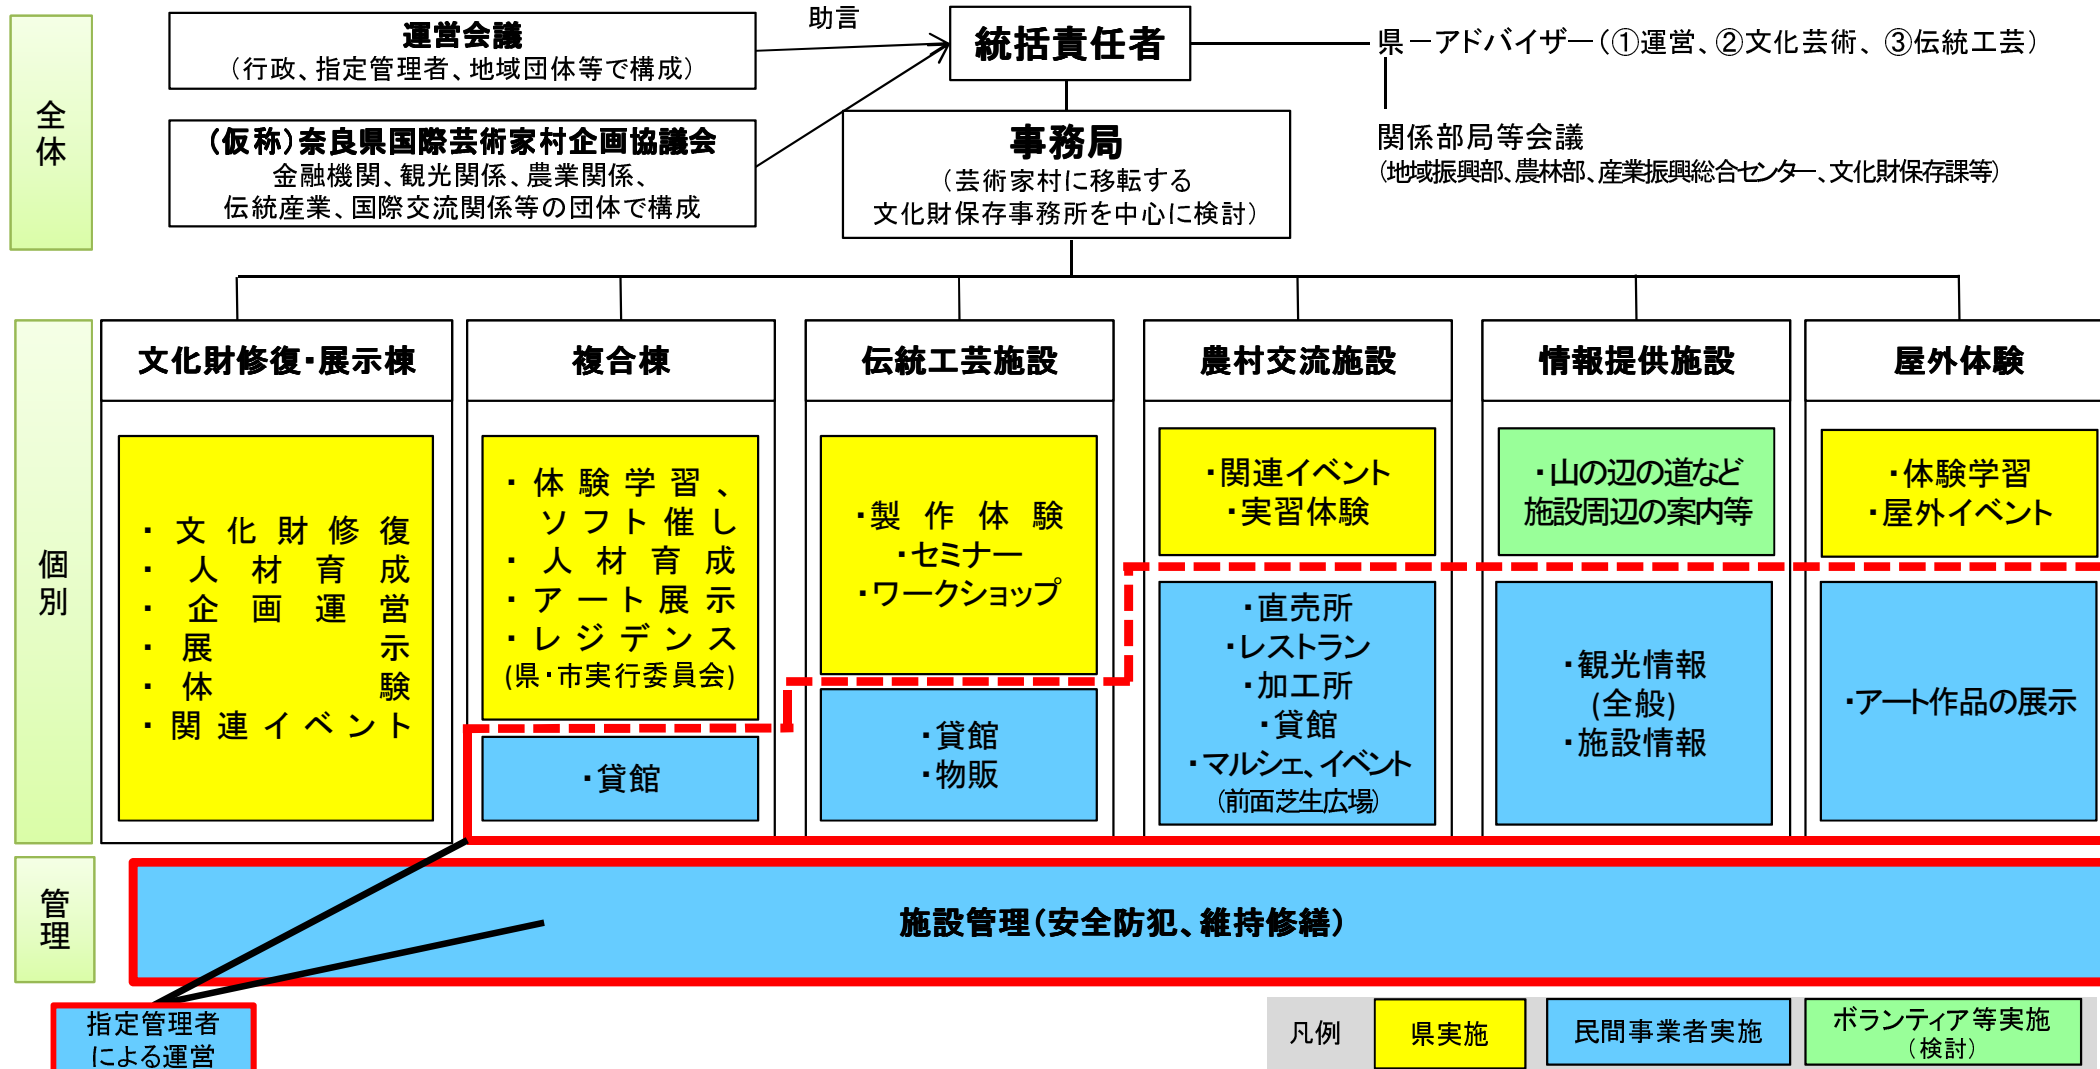 全体
運営会議
（行政、指定管理者、地域団体等で構成）
助言
（仮称）奈良県国際芸術家村企画協議会
金融機関、観光関係、農業関係、
伝統産業、国際交流関係等の団体で構成
統括責任者
県－アドバイザー（①運営、②文化芸術、③伝統工芸）
関係部局等会議
（地域振興部、農林部、産業振興総合センター、文化財保存課等）
事務局
（芸術家村に移転する
文化財保存事務所を中心に検討）
個別
文化財修復・展示棟
・文化財修復
・人材育成
・企画運営
・展示
・体験
・関連イベント
複合棟
・体験学習、
ソフト催し
・人材育成
・アート展示
・レジデンス
(県・市実行委員会)
・貸館
伝統工芸施設
・製作体験
・セミナー
・ワークショップ
・貸館
・物販
農村交流施設
・関連イベント
・実習体験
・直売所
・レストラン
・加工所
・貸館
・マルシェ、イベント
（前面芝生広場）
情報提供施設
・山の辺の道など
施設周辺の案内等
・観光情報
(全般)
・施設情報
屋外体験
・体験学習
・屋外イベント
・アート作品の展示
管理
施設管理（安全防犯、維持修繕）
指定管理者
による運営
凡例
県実施
民間事業者実施
ボランティア等実施
（検討）